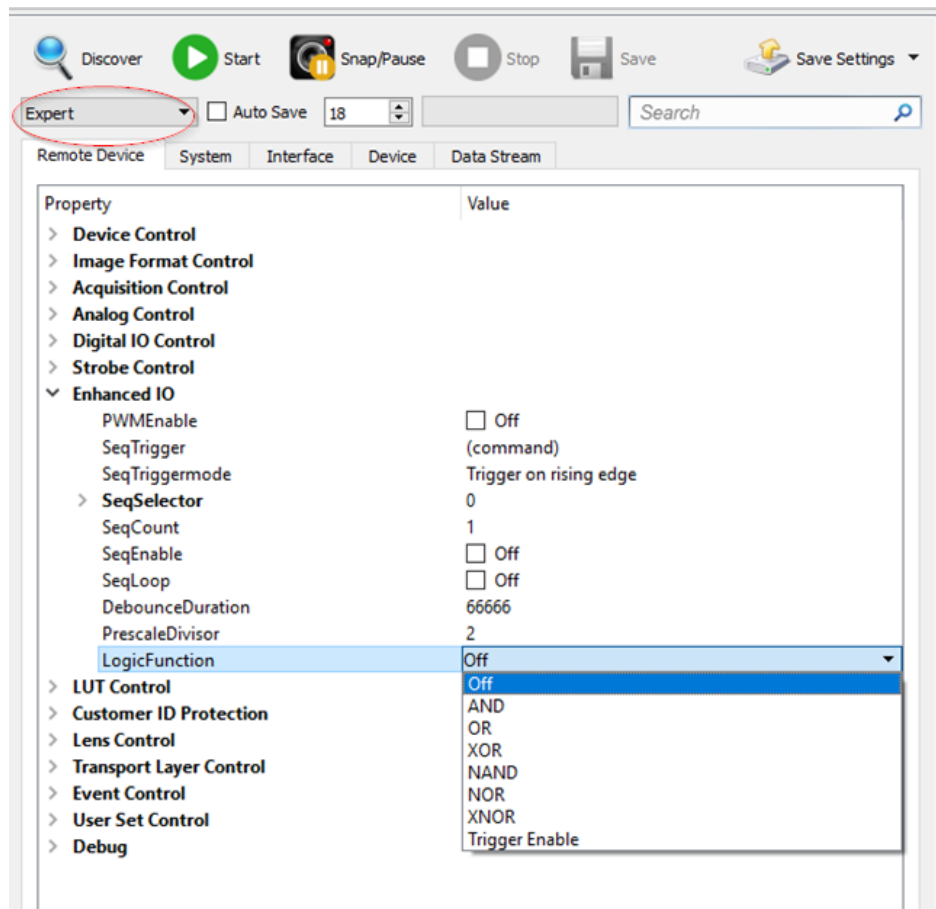 Discover Start Snap/Pause Stop Save Save Settings
Expert Auto Save 18 Search
Remote Device System Interface Device Data Stream
Property Value
Device Control
Image Format Control
Acquisition Control
Analog Control
Digital IO Control
Strobe Control
Enhanced IO
PWMEnable Off
SeqTrigger (command)
SeqTriggermode Trigger on rising edge
SeqSelector 0
SeqCount 1
SeqEnable Off
SeqLoop Off
DebounceDuration 66666
PrescaleDivisor 2
LogicFunction Off
LUT Control Off
Customer ID Protection AND
Lens Control OR
Transport Layer Control XOR
Event Control NAND
User Set Control NOR
Debug XNOR
Trigger Enable